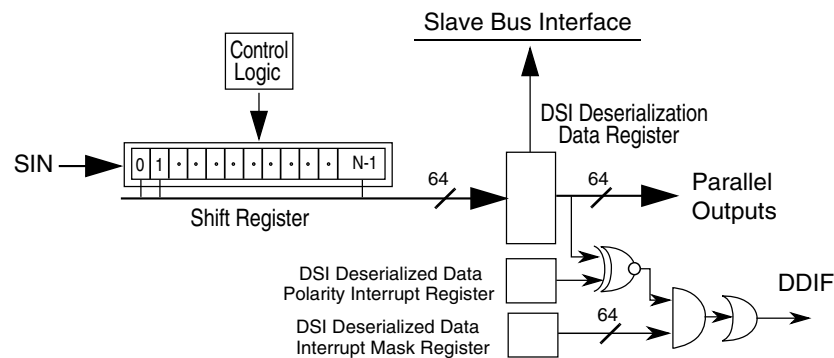 Slave Bus Interface
Control
Logic
DSI Deserialization
Data Register
SIN
0 1 · · · · · · · · · N-1
64
64
Parallel
Outputs
Shift Register
DSI Deserialized Data
Polarity Interrupt Register
DDIF
64
DSI Deserialized Data
Interrupt Mask Register